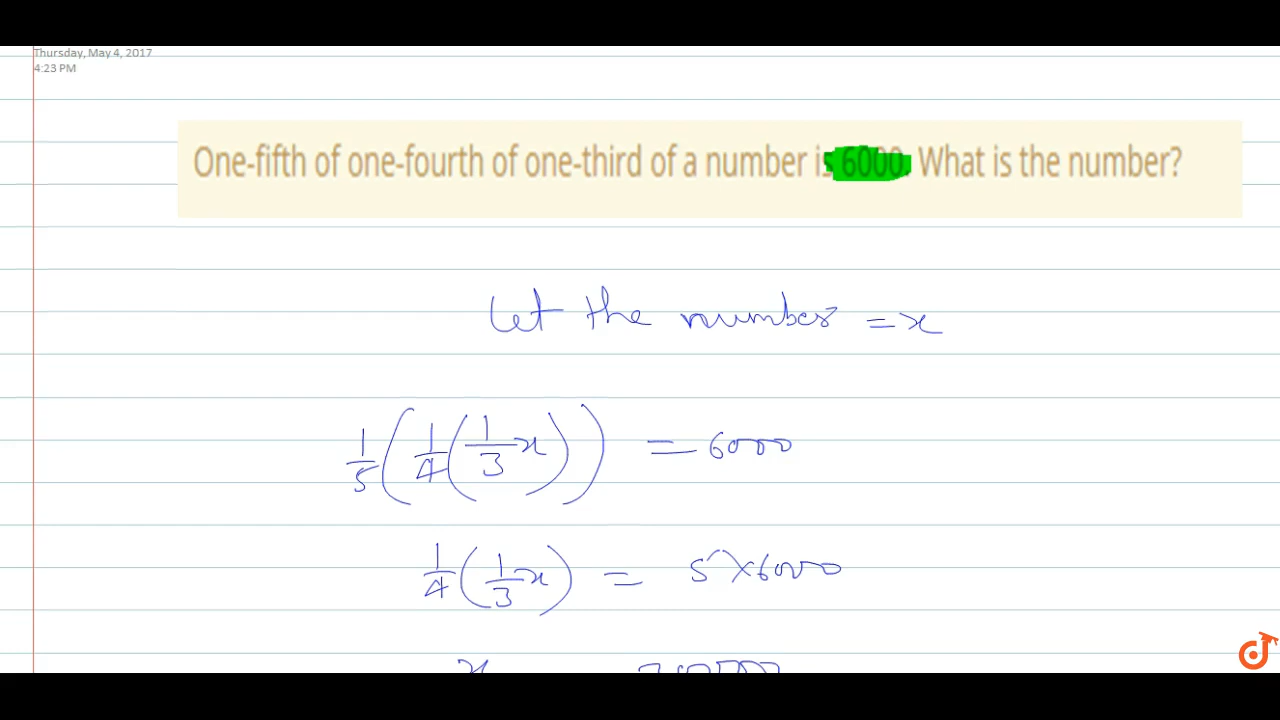 Thursday, May 4, 2017
4:23 PM
One-fifth of one-fourth of one-third of a number is 6000. What is the number?
Let the number = x
1/5 ( 1/4 ( 1/3 x ) ) = 6000
1/4 ( 1/3 x ) = 5 × 6000